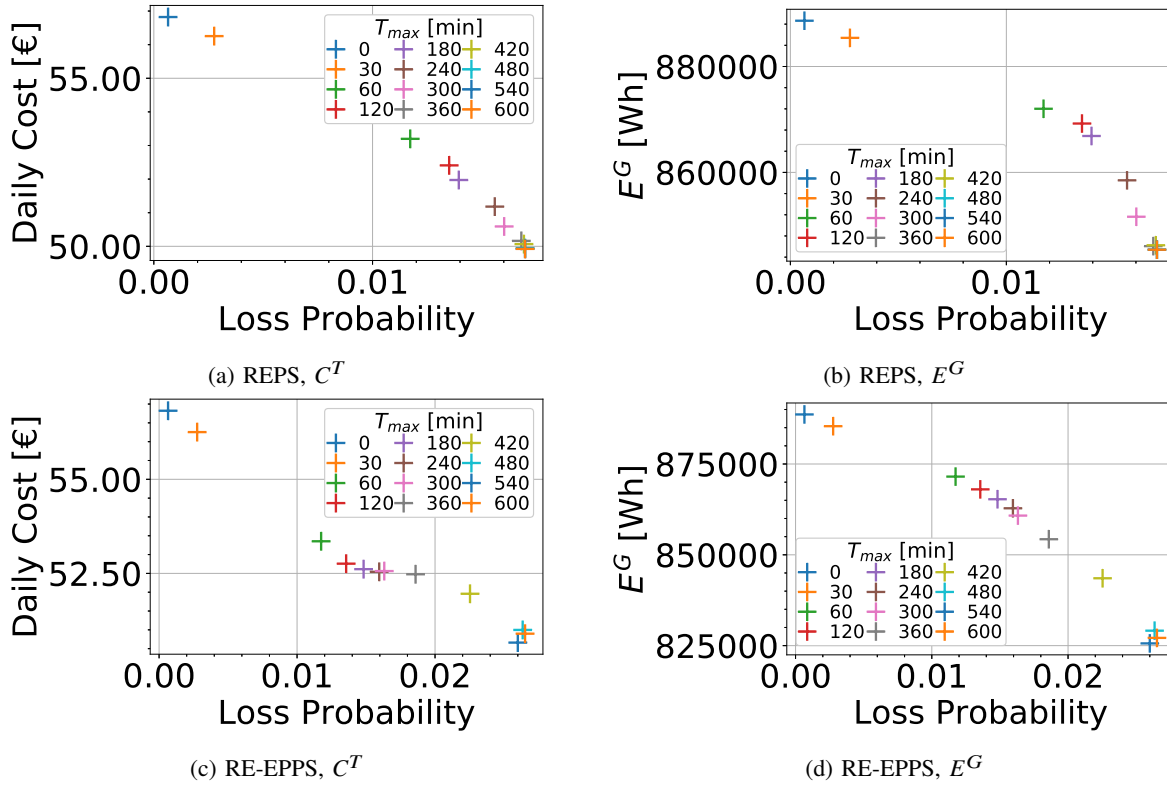 Daily Cost [€]
55.00
50.00
0.00
0.01
Loss Probability
T_max [min]
0 180 420
30 240 480
60 300 540
120 360 600
(a) REPS, C^T
E^G [Wh]
880000
860000
0.00
0.01
Loss Probability
T_max [min]
0 180 420
30 240 480
60 300 540
120 360 600
(b) REPS, E^G
Daily Cost [€]
55.00
52.50
0.00
0.01
0.02
Loss Probability
T_max [min]
0 180 420
30 240 480
60 300 540
120 360 600
(c) RE-EPPS, C^T
E^G [Wh]
875000
850000
825000
0.00
0.01
0.02
Loss Probability
T_max [min]
0 180 420
30 240 480
60 300 540
120 360 600
(d) RE-EPPS, E^G